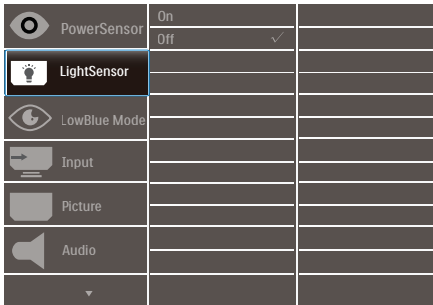 PowerSensor
LightSensor
LowBlue Mode
Input
Picture
Audio
On
Off